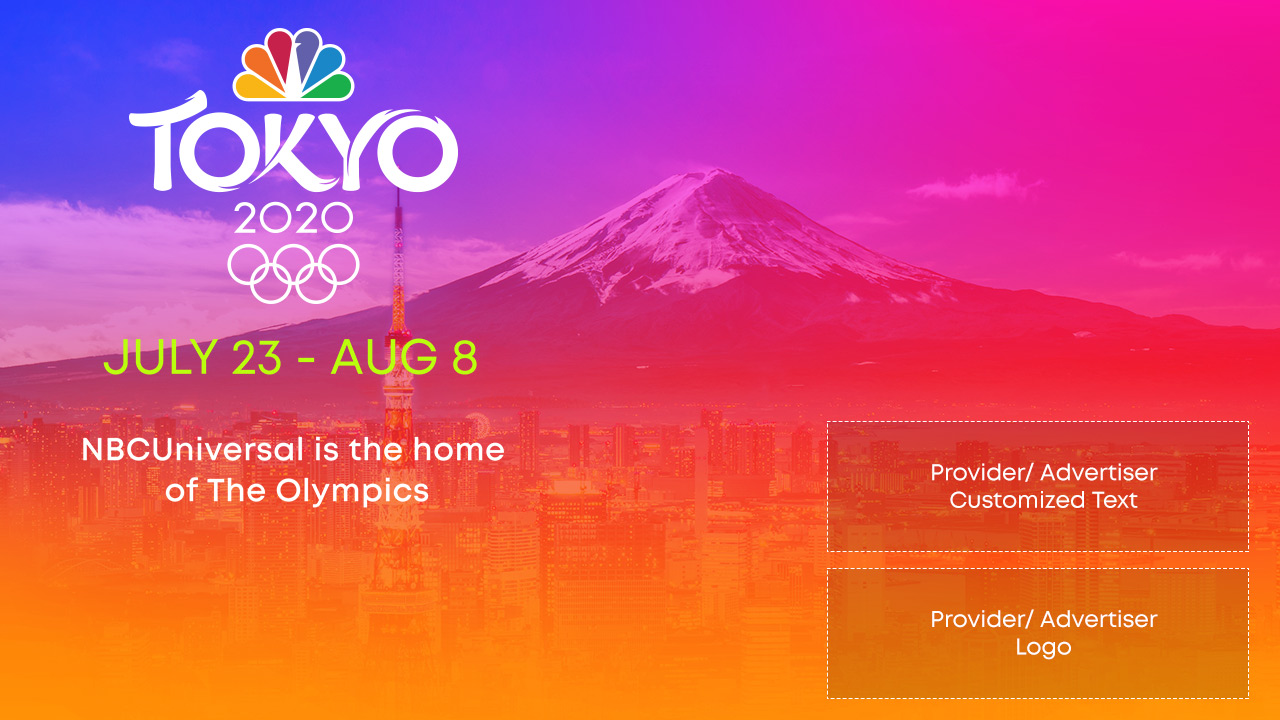 TOKYO
2020
JULY 23 - AUG 8
NBCUniversal is the home
of The Olympics
Provider/ Advertiser
Customized Text
Provider/ Advertiser
Logo